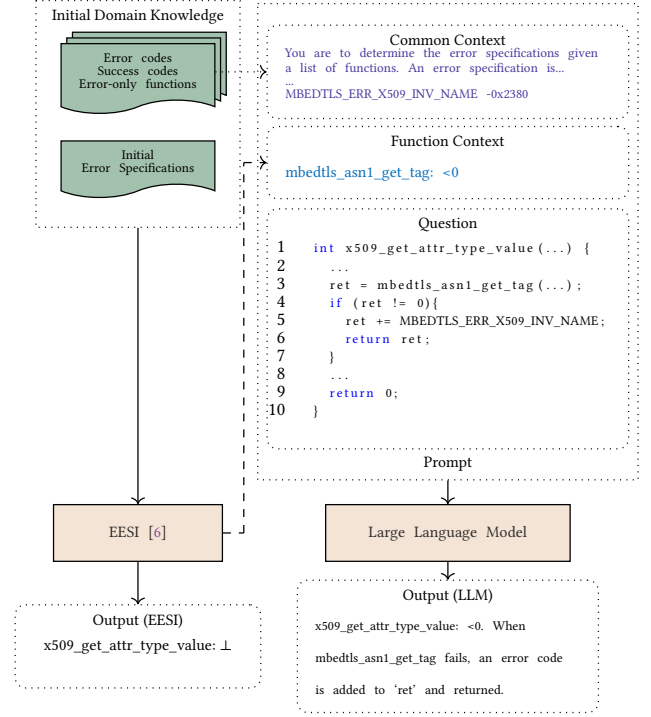 Initial Domain Knowledge
Error codes
Success codes
Error-only functions
Initial
Error Specifications
Common Context
You are to determine the error specifications given
a list of functions. An error specification is...
...
MBEDTLS_ERR_X509_INV_NAME -0x2380
Function Context
mbedtls_asn1_get_tag: <0
Question
1 int x509_get_attr_type_value(...) {
2 ...
3 ret = mbedtls_asn1_get_tag(...);
4 if (ret != 0){
5 ret += MBEDTLS_ERR_X509_INV_NAME;
6 return ret;
7 }
8 ...
9 return 0;
10 }
Prompt
EESI [6]
Large Language Model
Output (EESI)
x509_get_attr_type_value: ⊥
Output (LLM)
x509_get_attr_type_value: <0. When
mbedtls_asn1_get_tag fails, an error code
is added to ‘ret’ and returned.